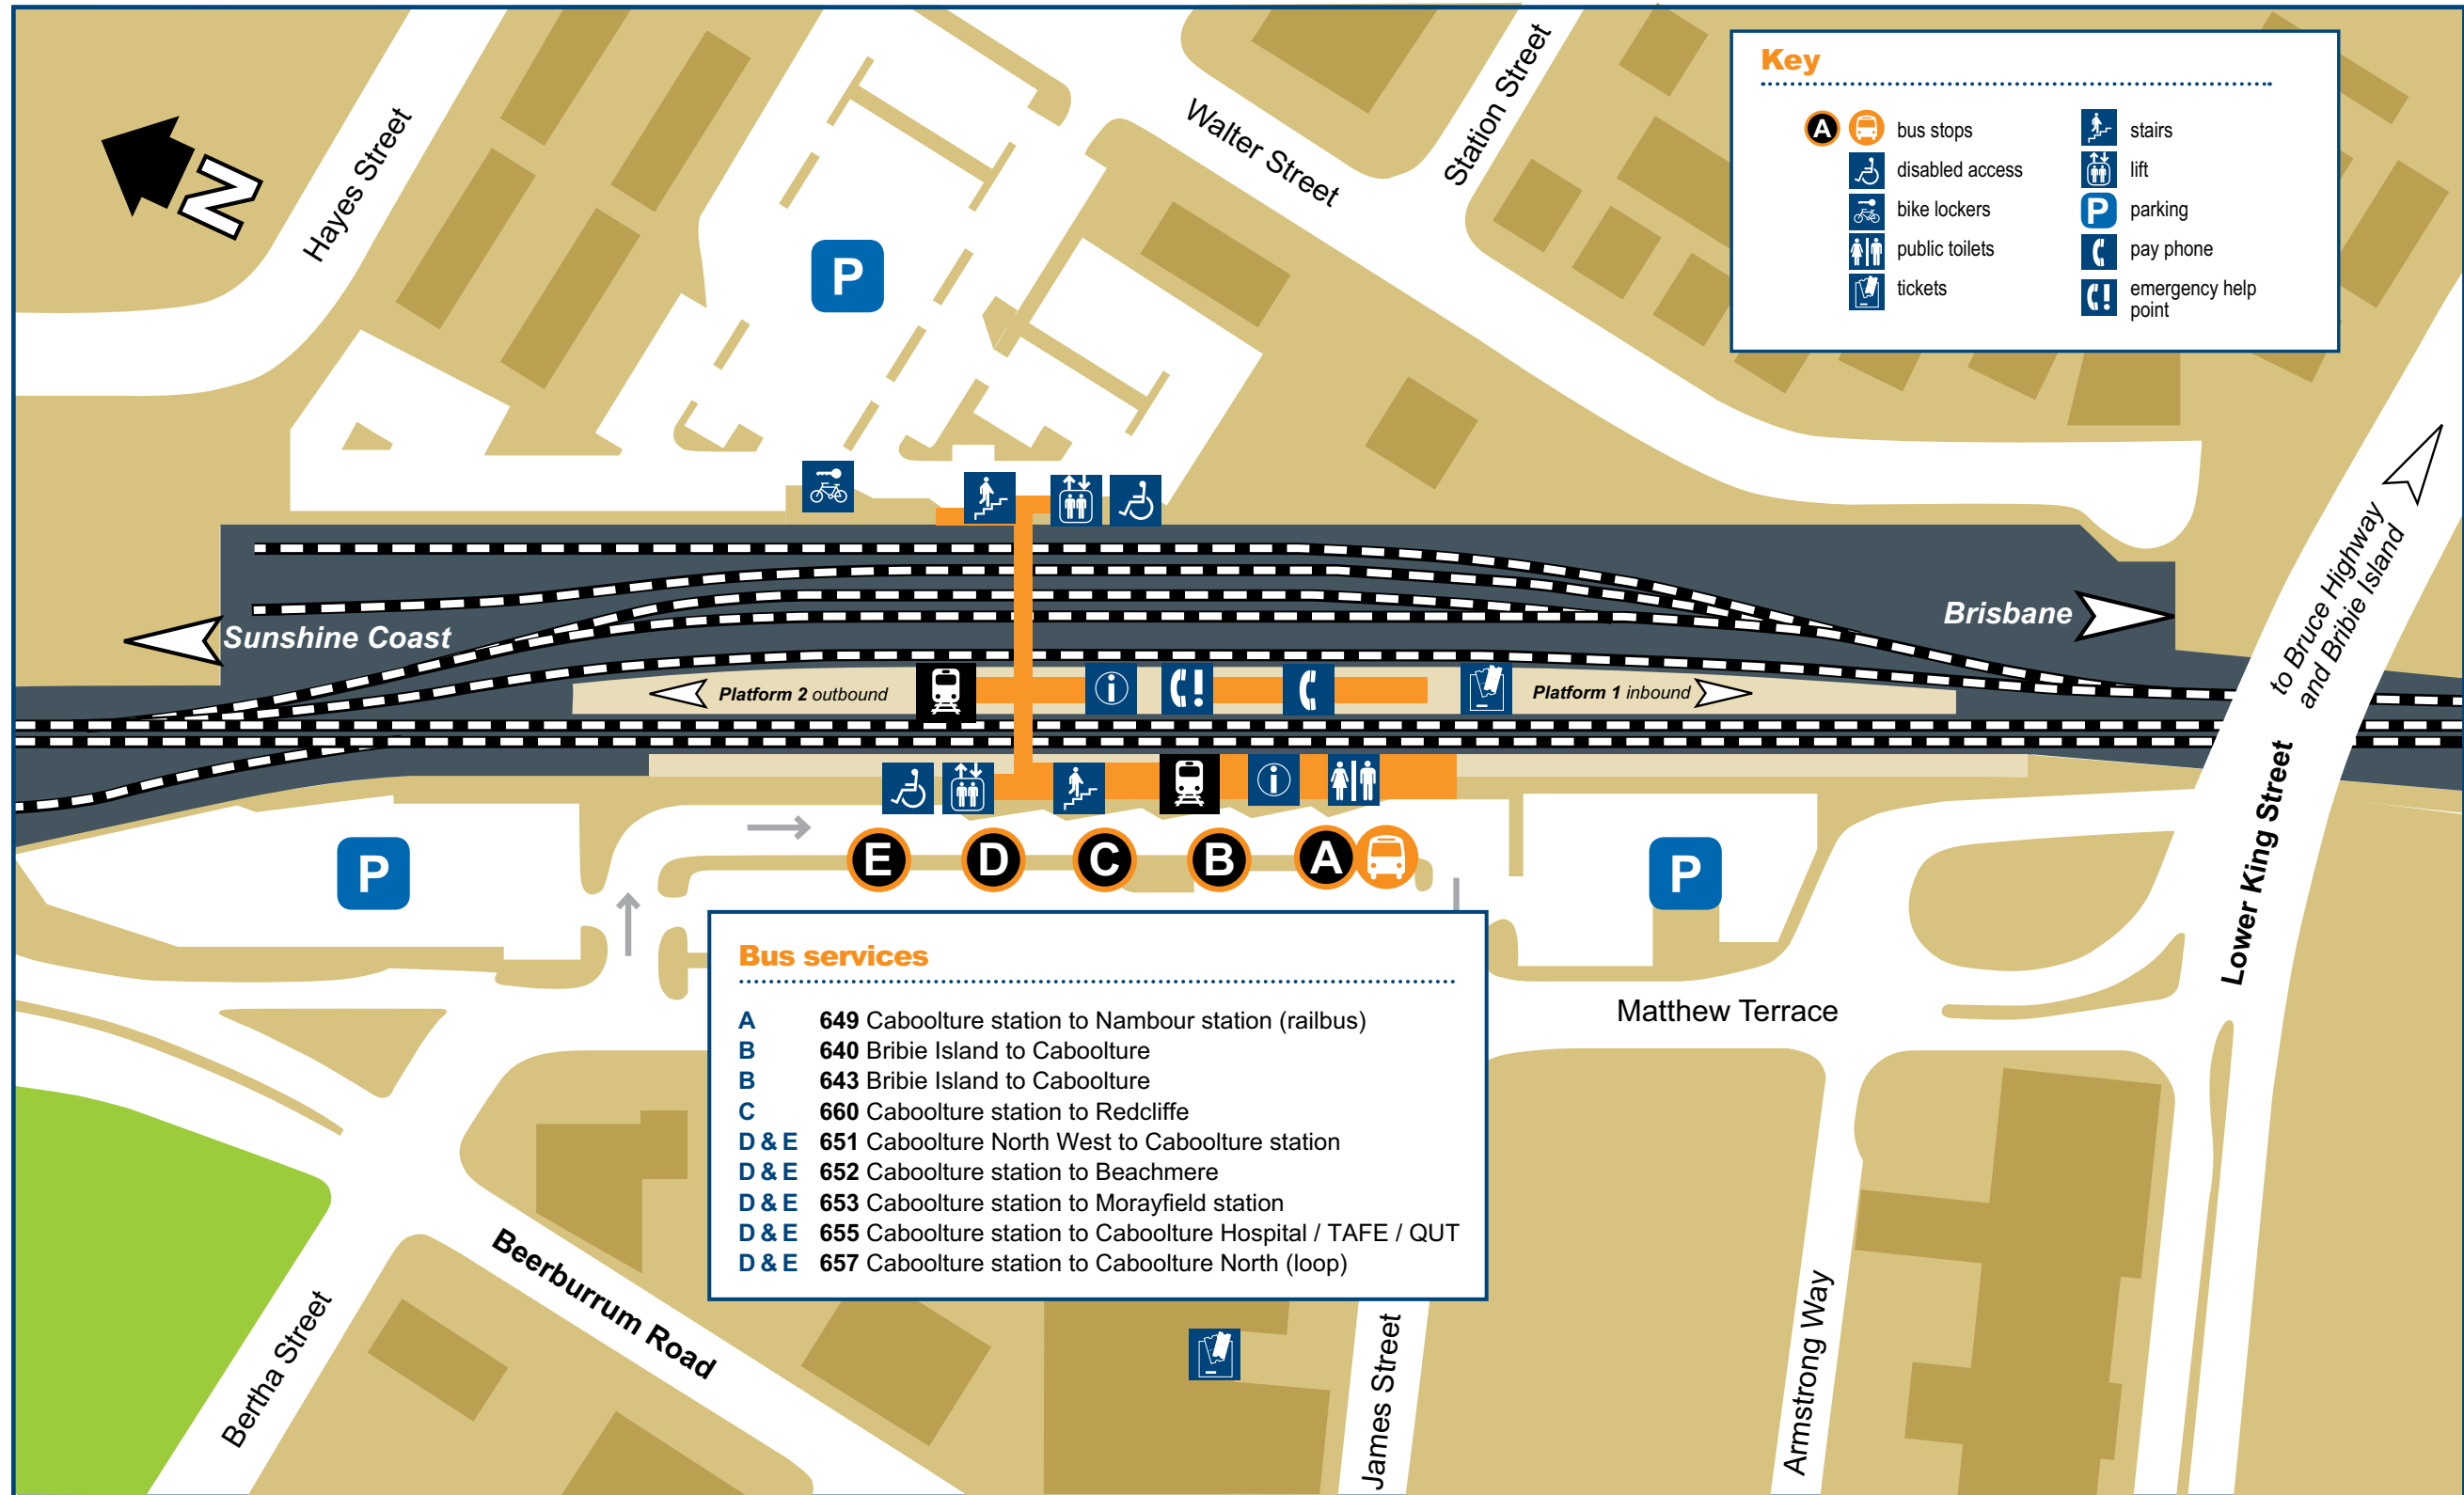 N
Hayes Street
Walter Street
Station Street
Key
A bus stops
disabled access
bike lockers
public toilets
tickets
stairs
lift
P parking
pay phone
emergency help
point
P
to Bruce Highway
and Bribie Island
Sunshine Coast
Brisbane
Platform 2 outbound
Platform 1 inbound
Lower King Street
P
E D C B A
P
Bus services
A 649 Caboolture station to Nambour station (railbus)
B 640 Bribie Island to Caboolture
B 643 Bribie Island to Caboolture
C 660 Caboolture station to Redcliffe
D & E 651 Caboolture North West to Caboolture station
D & E 652 Caboolture station to Beachmere
D & E 653 Caboolture station to Morayfield station
D & E 655 Caboolture station to Caboolture Hospital / TAFE / QUT
D & E 657 Caboolture station to Caboolture North (loop)
Matthew Terrace
Beerburrum Road
Bertha Street
James Street
Armstrong Way